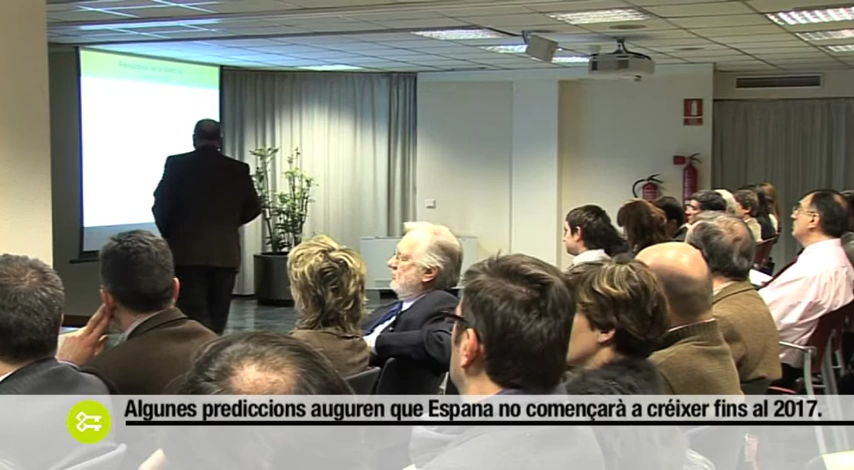 Algunes prediccions auguren que Espana no començarà a créixer fins al 2017.